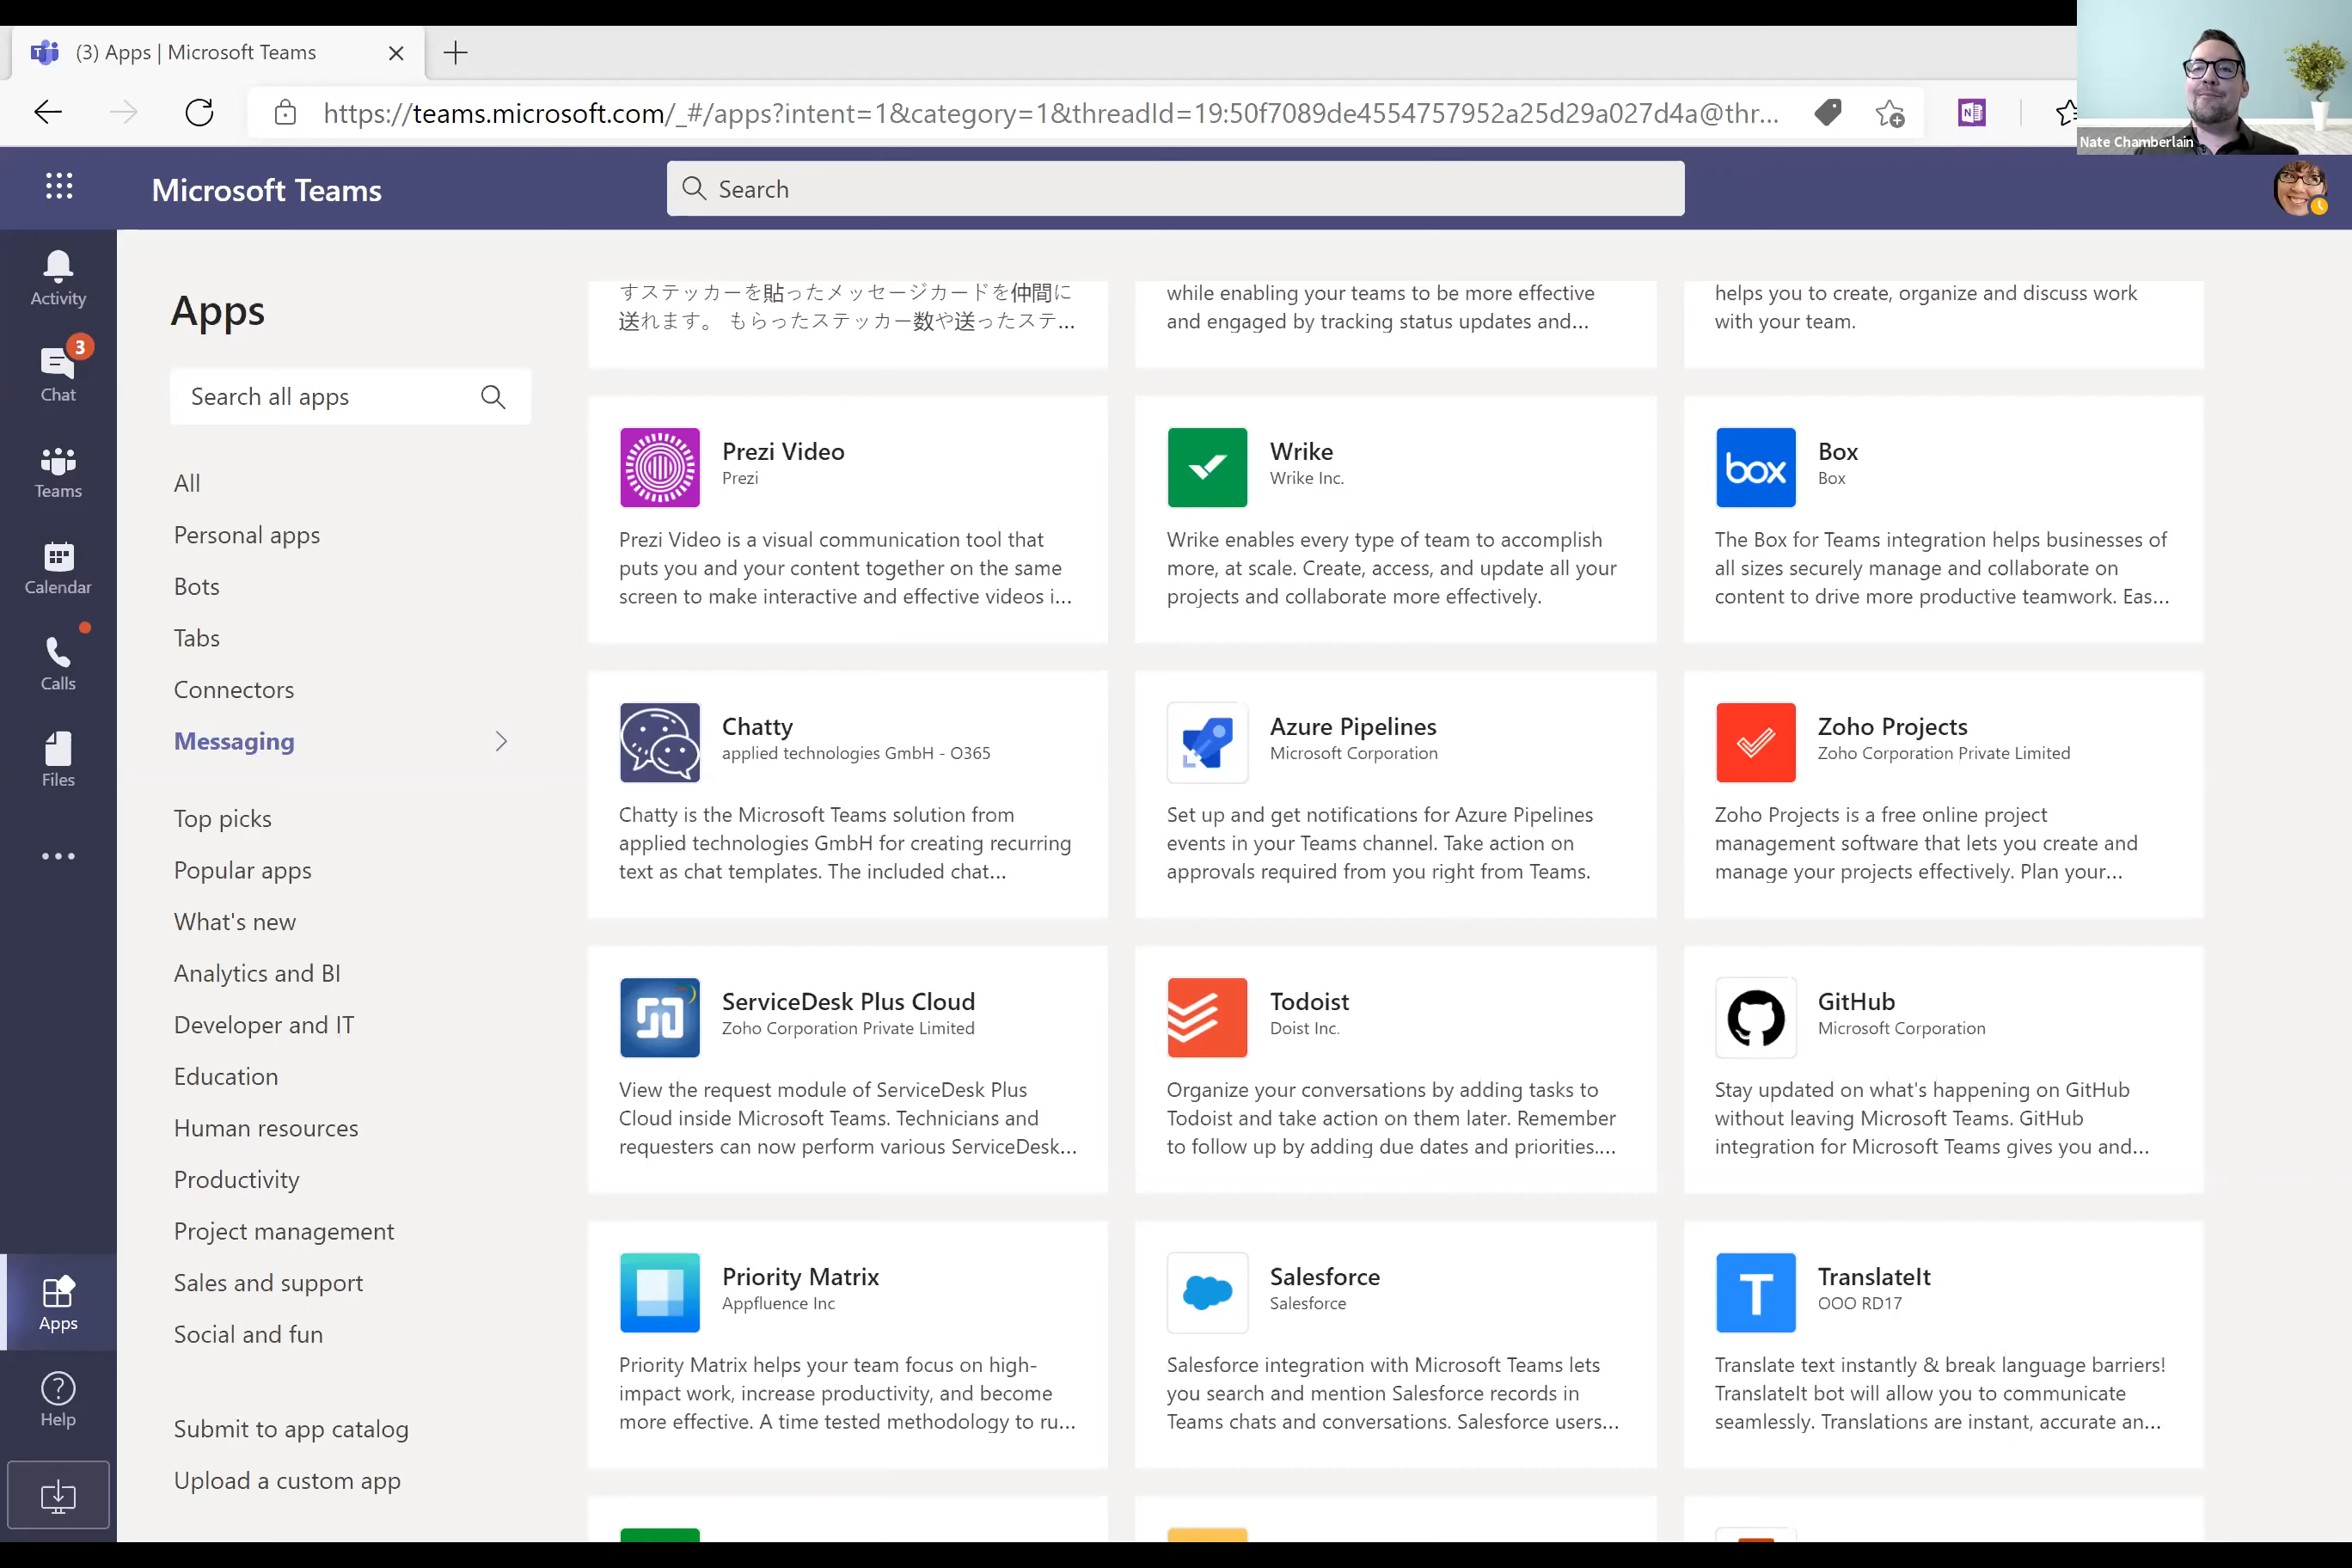 (3) Apps | Microsoft Teams
https://teams.microsoft.com/_#/apps?intent=1&category=1&threadId=19:50f7089de4554757952a25d29a027d4a@thr...
Nate Chamberlain
Microsoft Teams
Search
Activity
3
Chat
Teams
Calendar
Calls
Files
Apps
Help
Apps
Search all apps
All
Personal apps
Bots
Tabs
Connectors
Messaging
Top picks
Popular apps
What's new
Analytics and BI
Developer and IT
Education
Human resources
Productivity
Project management
Sales and support
Social and fun
Submit to app catalog
Upload a custom app
すステッカーを貼ったメッセージカードを仲間に
送れます。 もらったステッカー数や送ったステ...
while enabling your teams to be more effective
and engaged by tracking status updates and...
helps you to create, organize and discuss work
with your team.
Prezi Video
Prezi
Prezi Video is a visual communication tool that
puts you and your content together on the same
screen to make interactive and effective videos i...
Wrike
Wrike Inc.
Wrike enables every type of team to accomplish
more, at scale. Create, access, and update all your
projects and collaborate more effectively.
box
Box
Box
The Box for Teams integration helps businesses of
all sizes securely manage and collaborate on
content to drive more productive teamwork. Eas...
Chatty
applied technologies GmbH - O365
Chatty is the Microsoft Teams solution from
applied technologies GmbH for creating recurring
text as chat templates. The included chat...
Azure Pipelines
Microsoft Corporation
Set up and get notifications for Azure Pipelines
events in your Teams channel. Take action on
approvals required from you right from Teams.
Zoho Projects
Zoho Corporation Private Limited
Zoho Projects is a free online project
management software that lets you create and
manage your projects effectively. Plan your...
ServiceDesk Plus Cloud
Zoho Corporation Private Limited
View the request module of ServiceDesk Plus
Cloud inside Microsoft Teams. Technicians and
requesters can now perform various ServiceDesk...
Todoist
Doist Inc.
Organize your conversations by adding tasks to
Todoist and take action on them later. Remember
to follow up by adding due dates and priorities....
GitHub
Microsoft Corporation
Stay updated on what's happening on GitHub
without leaving Microsoft Teams. GitHub
integration for Microsoft Teams gives you and...
Priority Matrix
Appfluence Inc
Priority Matrix helps your team focus on high-
impact work, increase productivity, and become
more effective. A time tested methodology to ru...
Salesforce
Salesforce
Salesforce integration with Microsoft Teams lets
you search and mention Salesforce records in
Teams chats and conversations. Salesforce users...
T
TranslateIt
OOO RD17
Translate text instantly & break language barriers!
TranslateIt bot will allow you to communicate
seamlessly. Translations are instant, accurate an...